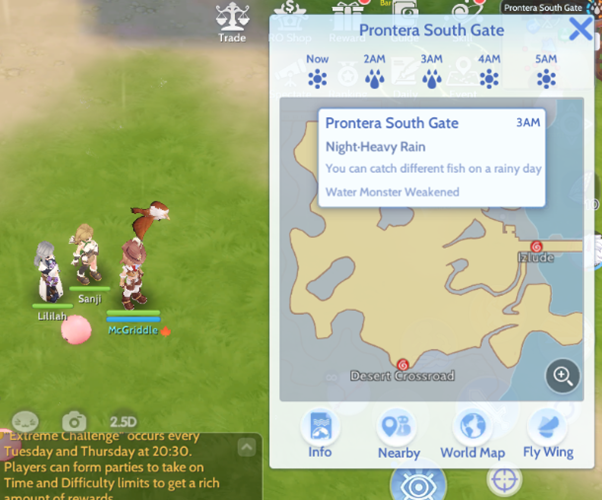 Trade
Prontera South Gate
Prontera South Gate
Now
2AM
3AM
4AM
5AM
Prontera South Gate
3AM
Night·Heavy Rain
You can catch different fish on a rainy day
Water Monster Weakened
Izlude
Desert Crossroad
Sanji
Lililah
McGriddle
2.5D
"Extreme Challenge" occurs every
Tuesday and Thursday at 20:30.
Players can form parties to take on
Time and Difficulty limits to get a rich
amount of rewards
Info
Nearby
World Map
Fly Wing